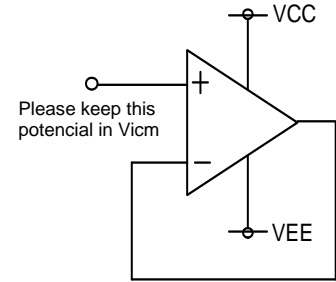 VCC
+
Please keep this
potencial in Vicm
−
VEE